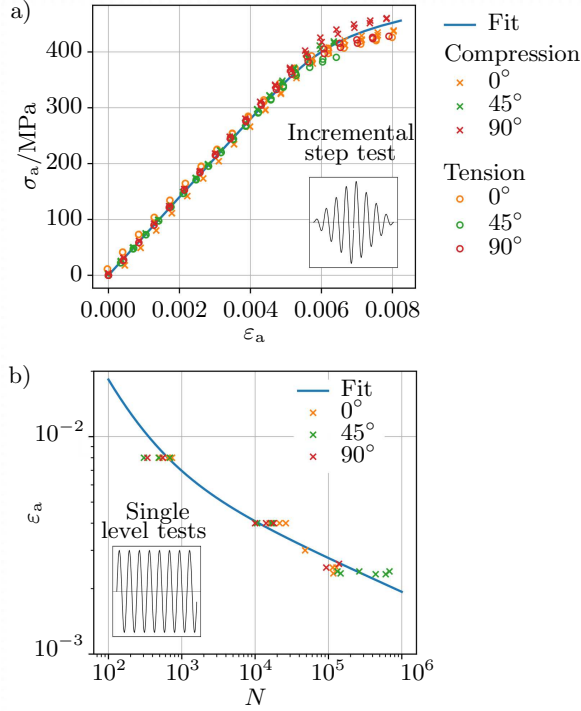 a)
400
300
200
100
0
σa/MPa
0.000 0.002 0.004 0.006 0.008
εa
Incremental
step test
Fit
Compression
0°
45°
90°
Tension
0°
45°
90°
b)
10⁻²
10⁻³
εa
Fit
0°
45°
90°
Single
level tests
10² 10³ 10⁴ 10⁵ 10⁶
N